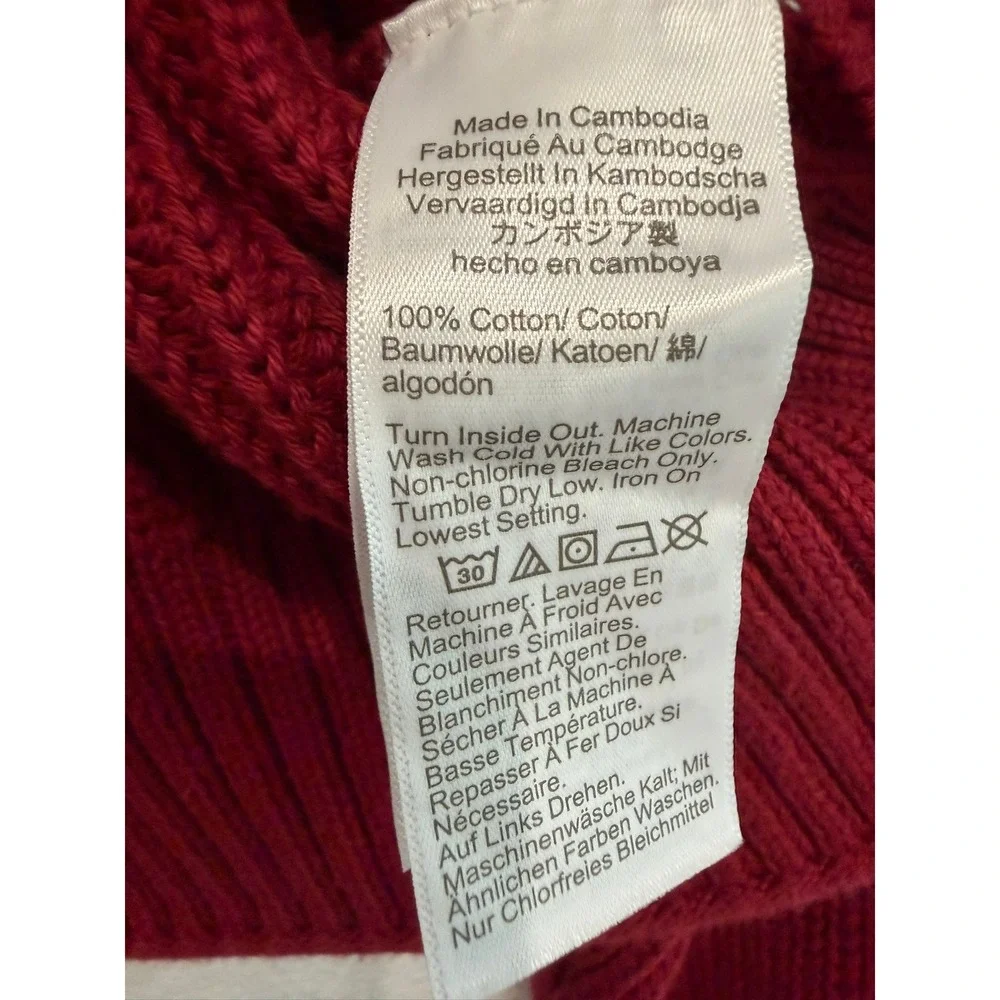 Made In Cambodia
Fabriqué Au Cambodge
Hergestellt In Kambodscha
Vervaardigd In Cambodja
カンボジア製
hecho en camboya
100% Cotton/ Coton/
Baumwolle/ Katoen/ 綿/
algodón
Turn Inside Out. Machine
Wash Cold With Like Colors.
Non-chlorine Bleach Only.
Tumble Dry Low. Iron On
Lowest Setting.
30
Retourner. Lavage En
Machine À Froid Avec
Couleurs Similaires.
Seulement Agent De
Blanchiment Non-chlore.
Sécher À La Machine À
Basse Température.
Repasser À Fer Doux Si
Nécessaire.
Auf Links Drehen.
Maschinenwäsche Kalt; Mit
Ähnlichen Farben Waschen.
Nur Chlorfreies Bleichmittel